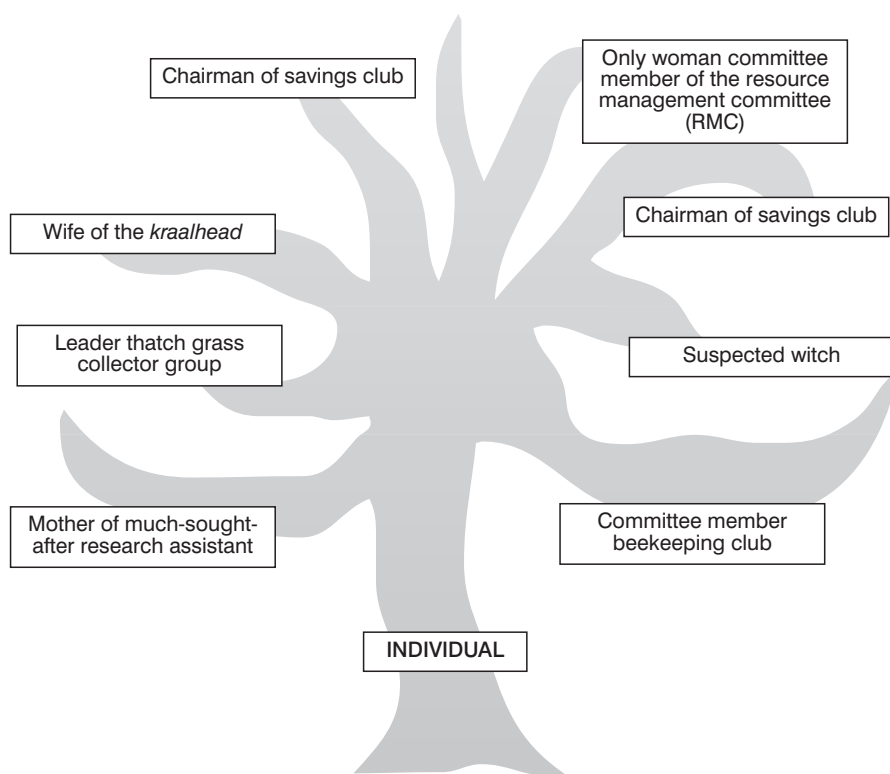 Chairman of savings club
Only woman committee
member of the resource
management committee
(RMC)
Wife of the kraalhead
Chairman of savings club
Leader thatch grass
collector group
Suspected witch
Mother of much-sought-
after research assistant
Committee member
beekeeping club
INDIVIDUAL